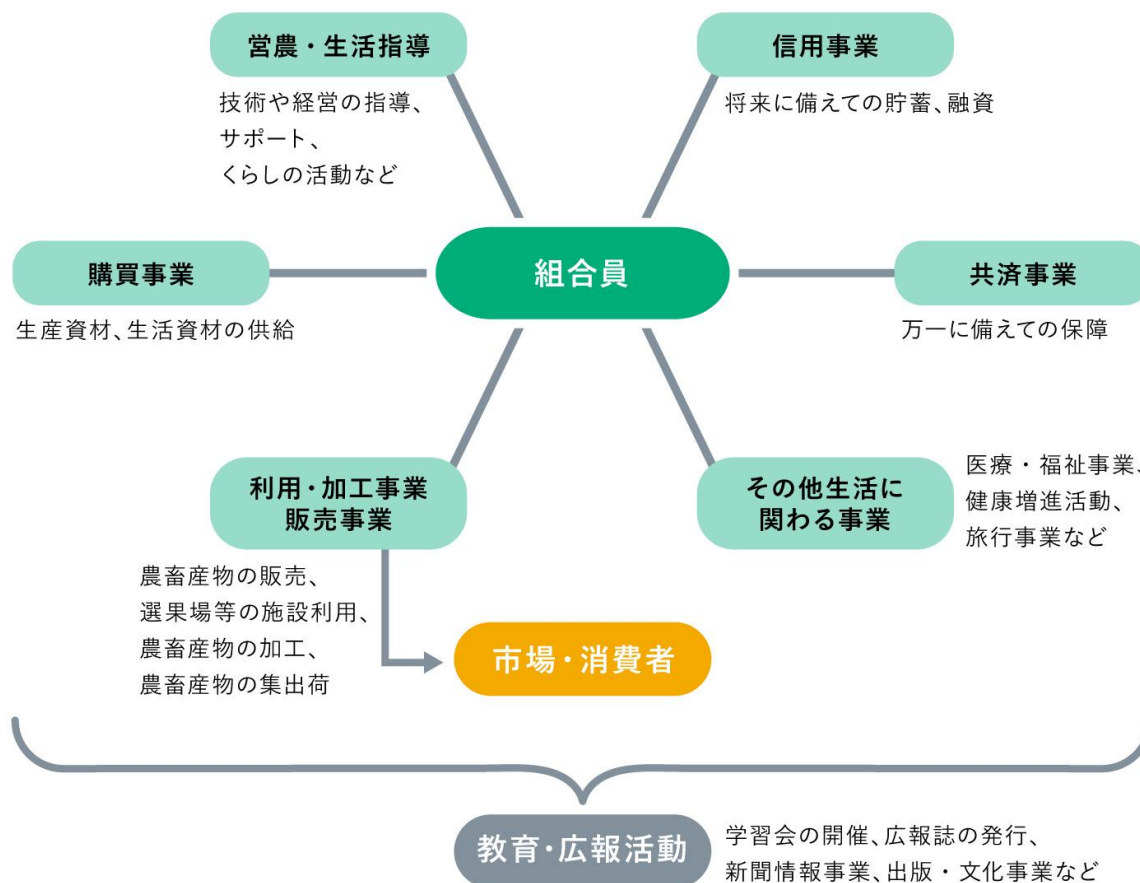 営農・生活指導
技術や経営の指導、
サポート、
くらしの活動など
信用事業
将来に備えての貯蓄、融資
購買事業
生産資材、生活資材の供給
組合員
共済事業
万一に備えての保障
利用・加工事業
販売事業
農畜産物の販売、
選果場等の施設利用、
農畜産物の加工、
農畜産物の集出荷
その他生活に
関わる事業
医療・福祉事業、
健康増進活動、
旅行事業など
市場・消費者
教育・広報活動
学習会の開催、広報誌の発行、
新聞情報事業、出版・文化事業など